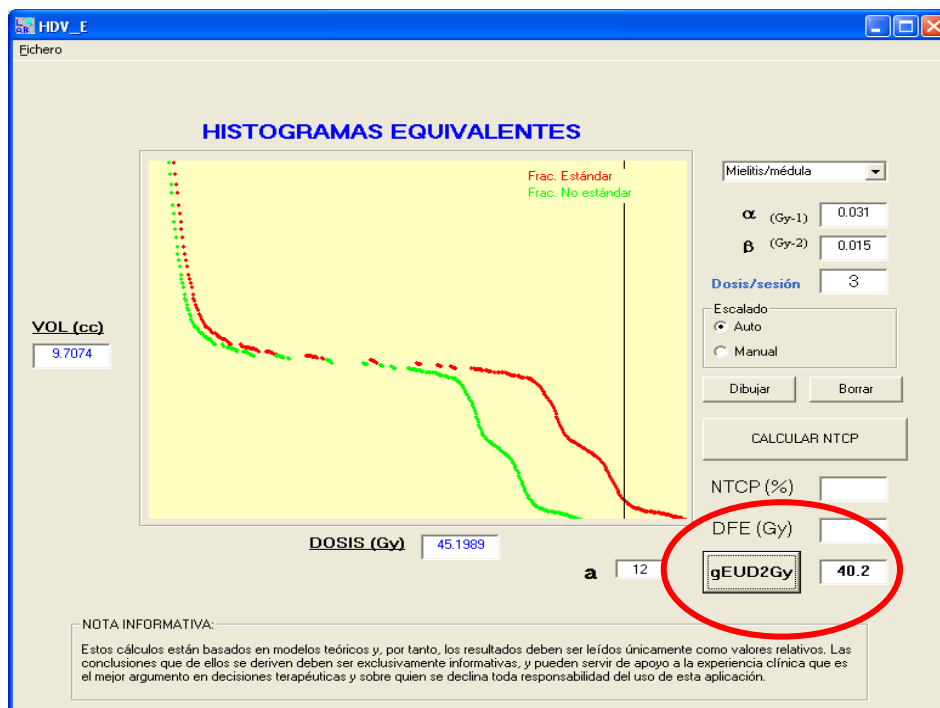 HDV_E
Fichero
HISTOGRAMAS EQUIVALENTES
Frac. Estándar
Frac. No estándar
Mielitis/médula
α (Gy-1) 0.031
β (Gy-2) 0.015
Dosis/sesión 3
Escalado
Auto
Manual
VOL (cc)
9.7074
Dibujar Borrar
CALCULAR NTCP
NTCP (%)
DFE (Gy)
DOSIS (Gy) 45.1989
a 12 gEUD2Gy 40.2
NOTA INFORMATIVA:
Estos cálculos están basados en modelos teóricos y, por tanto, los resultados deben ser leídos únicamente como valores relativos. Las
conclusiones que de ellos se deriven deben ser exclusivamente informativas, y pueden servir de apoyo a la experiencia clínica que es
el mejor argumento en decisiones terapéuticas y sobre quien se declina toda responsabilidad del uso de esta aplicación.